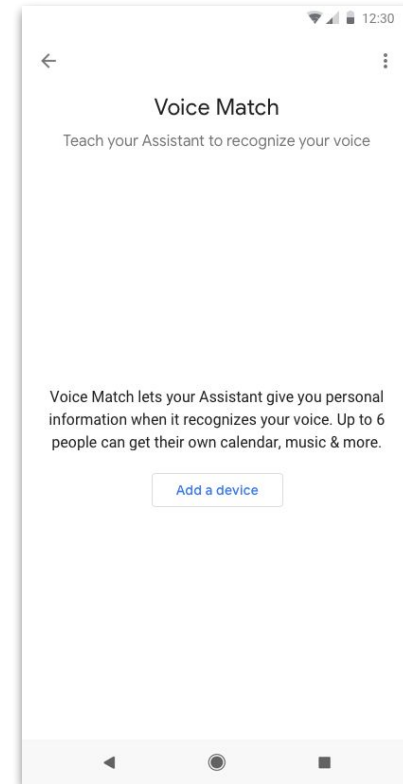 12:30
Voice Match
Teach your Assistant to recognize your voice
Voice Match lets your Assistant give you personal
information when it recognizes your voice. Up to 6
people can get their own calendar, music & more.
Add a device